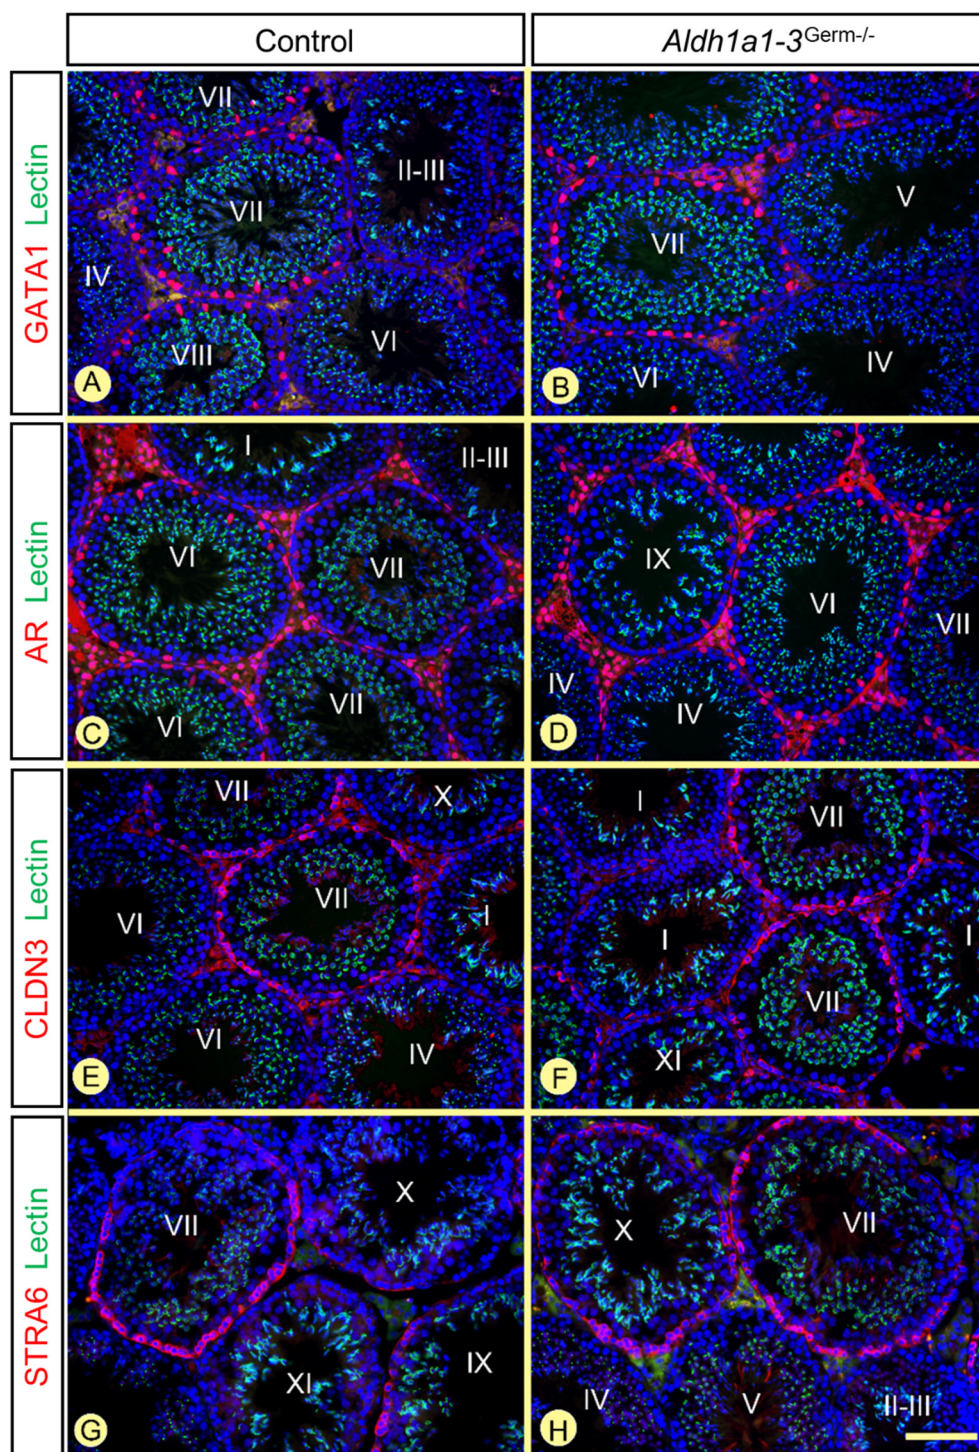 Control
Aldh1a1-3Germ-/-
GATA1 Lectin
VII
VII
II-III
IV
VIII
VI
A
V
VII
VI
IV
B
AR Lectin
I
II-III
VI
VII
VI
VII
C
IX
VI
VII
IV
IV
D
CLDN3 Lectin
VII
X
VI
VII
I
VI
IV
E
I
VII
I
I
VII
XI
F
STRA6 Lectin
VII
X
XI
IX
G
X
VII
IV
V
II-III
H